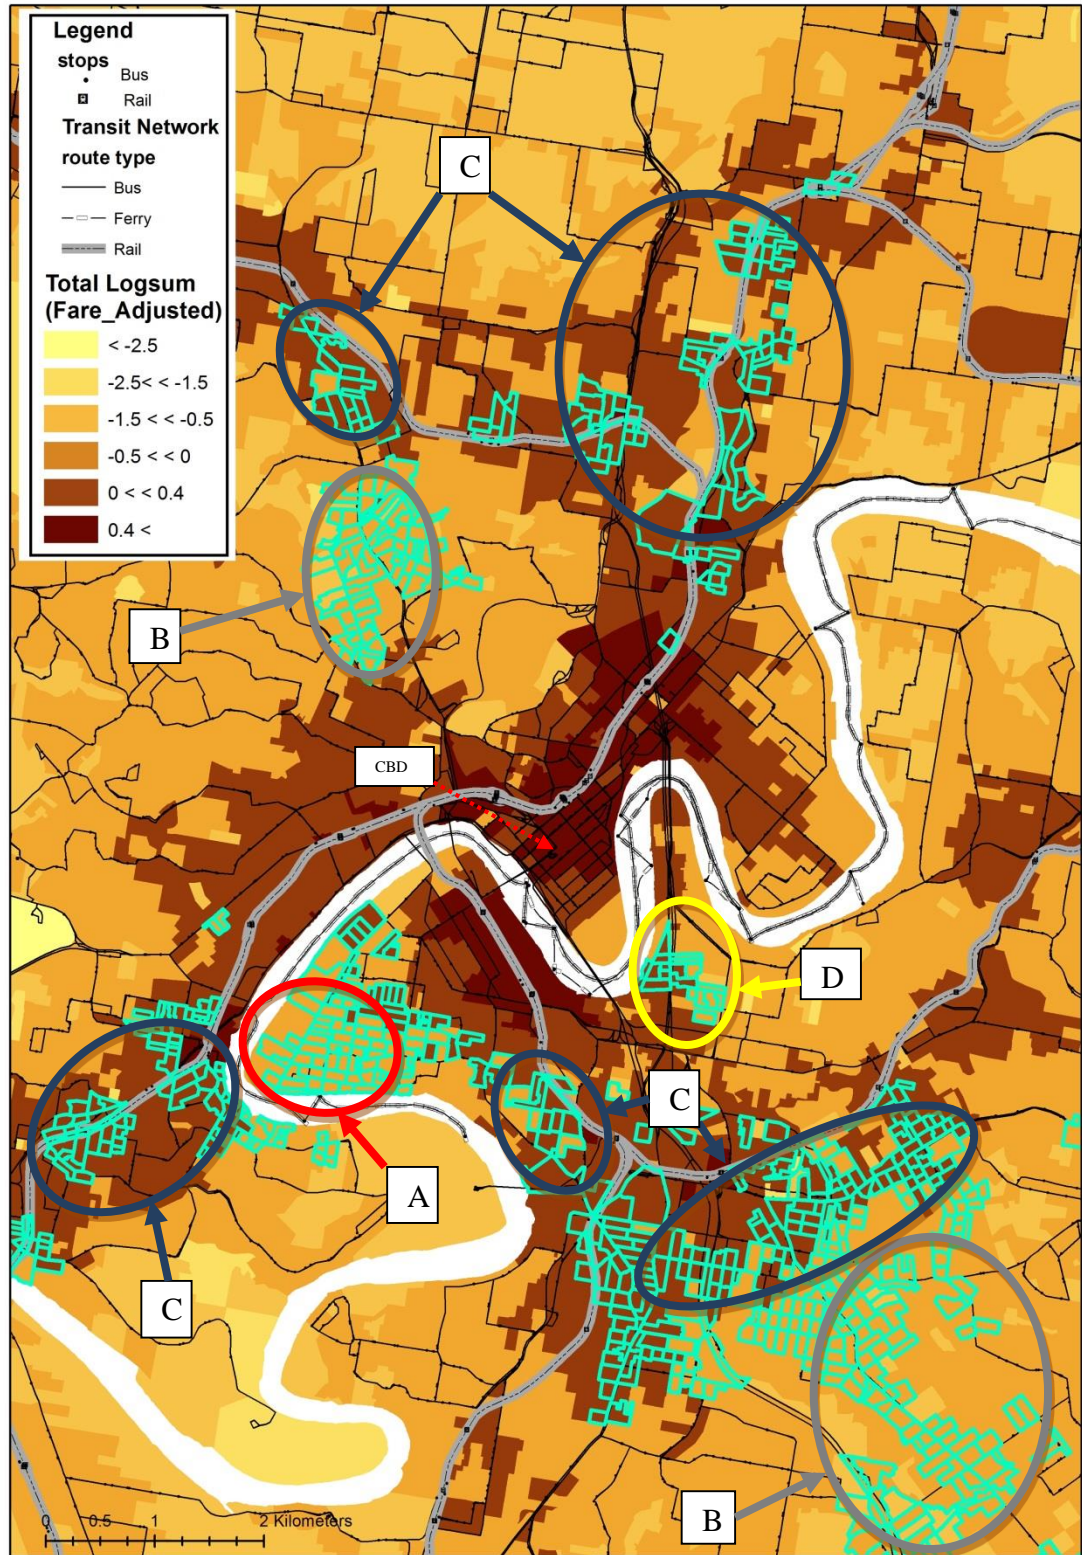 Legend
stops
Bus
Rail
Transit Network
route type
Bus
Ferry
Rail
Total Logsum
(Fare_Adjusted)
< -2.5
-2.5< < -1.5
-1.5 < < -0.5
-0.5 < < 0
0 < < 0.4
0.4 <
C
B
CBD
D
C
A
C
B
0 0.5 1 2 Kilometers